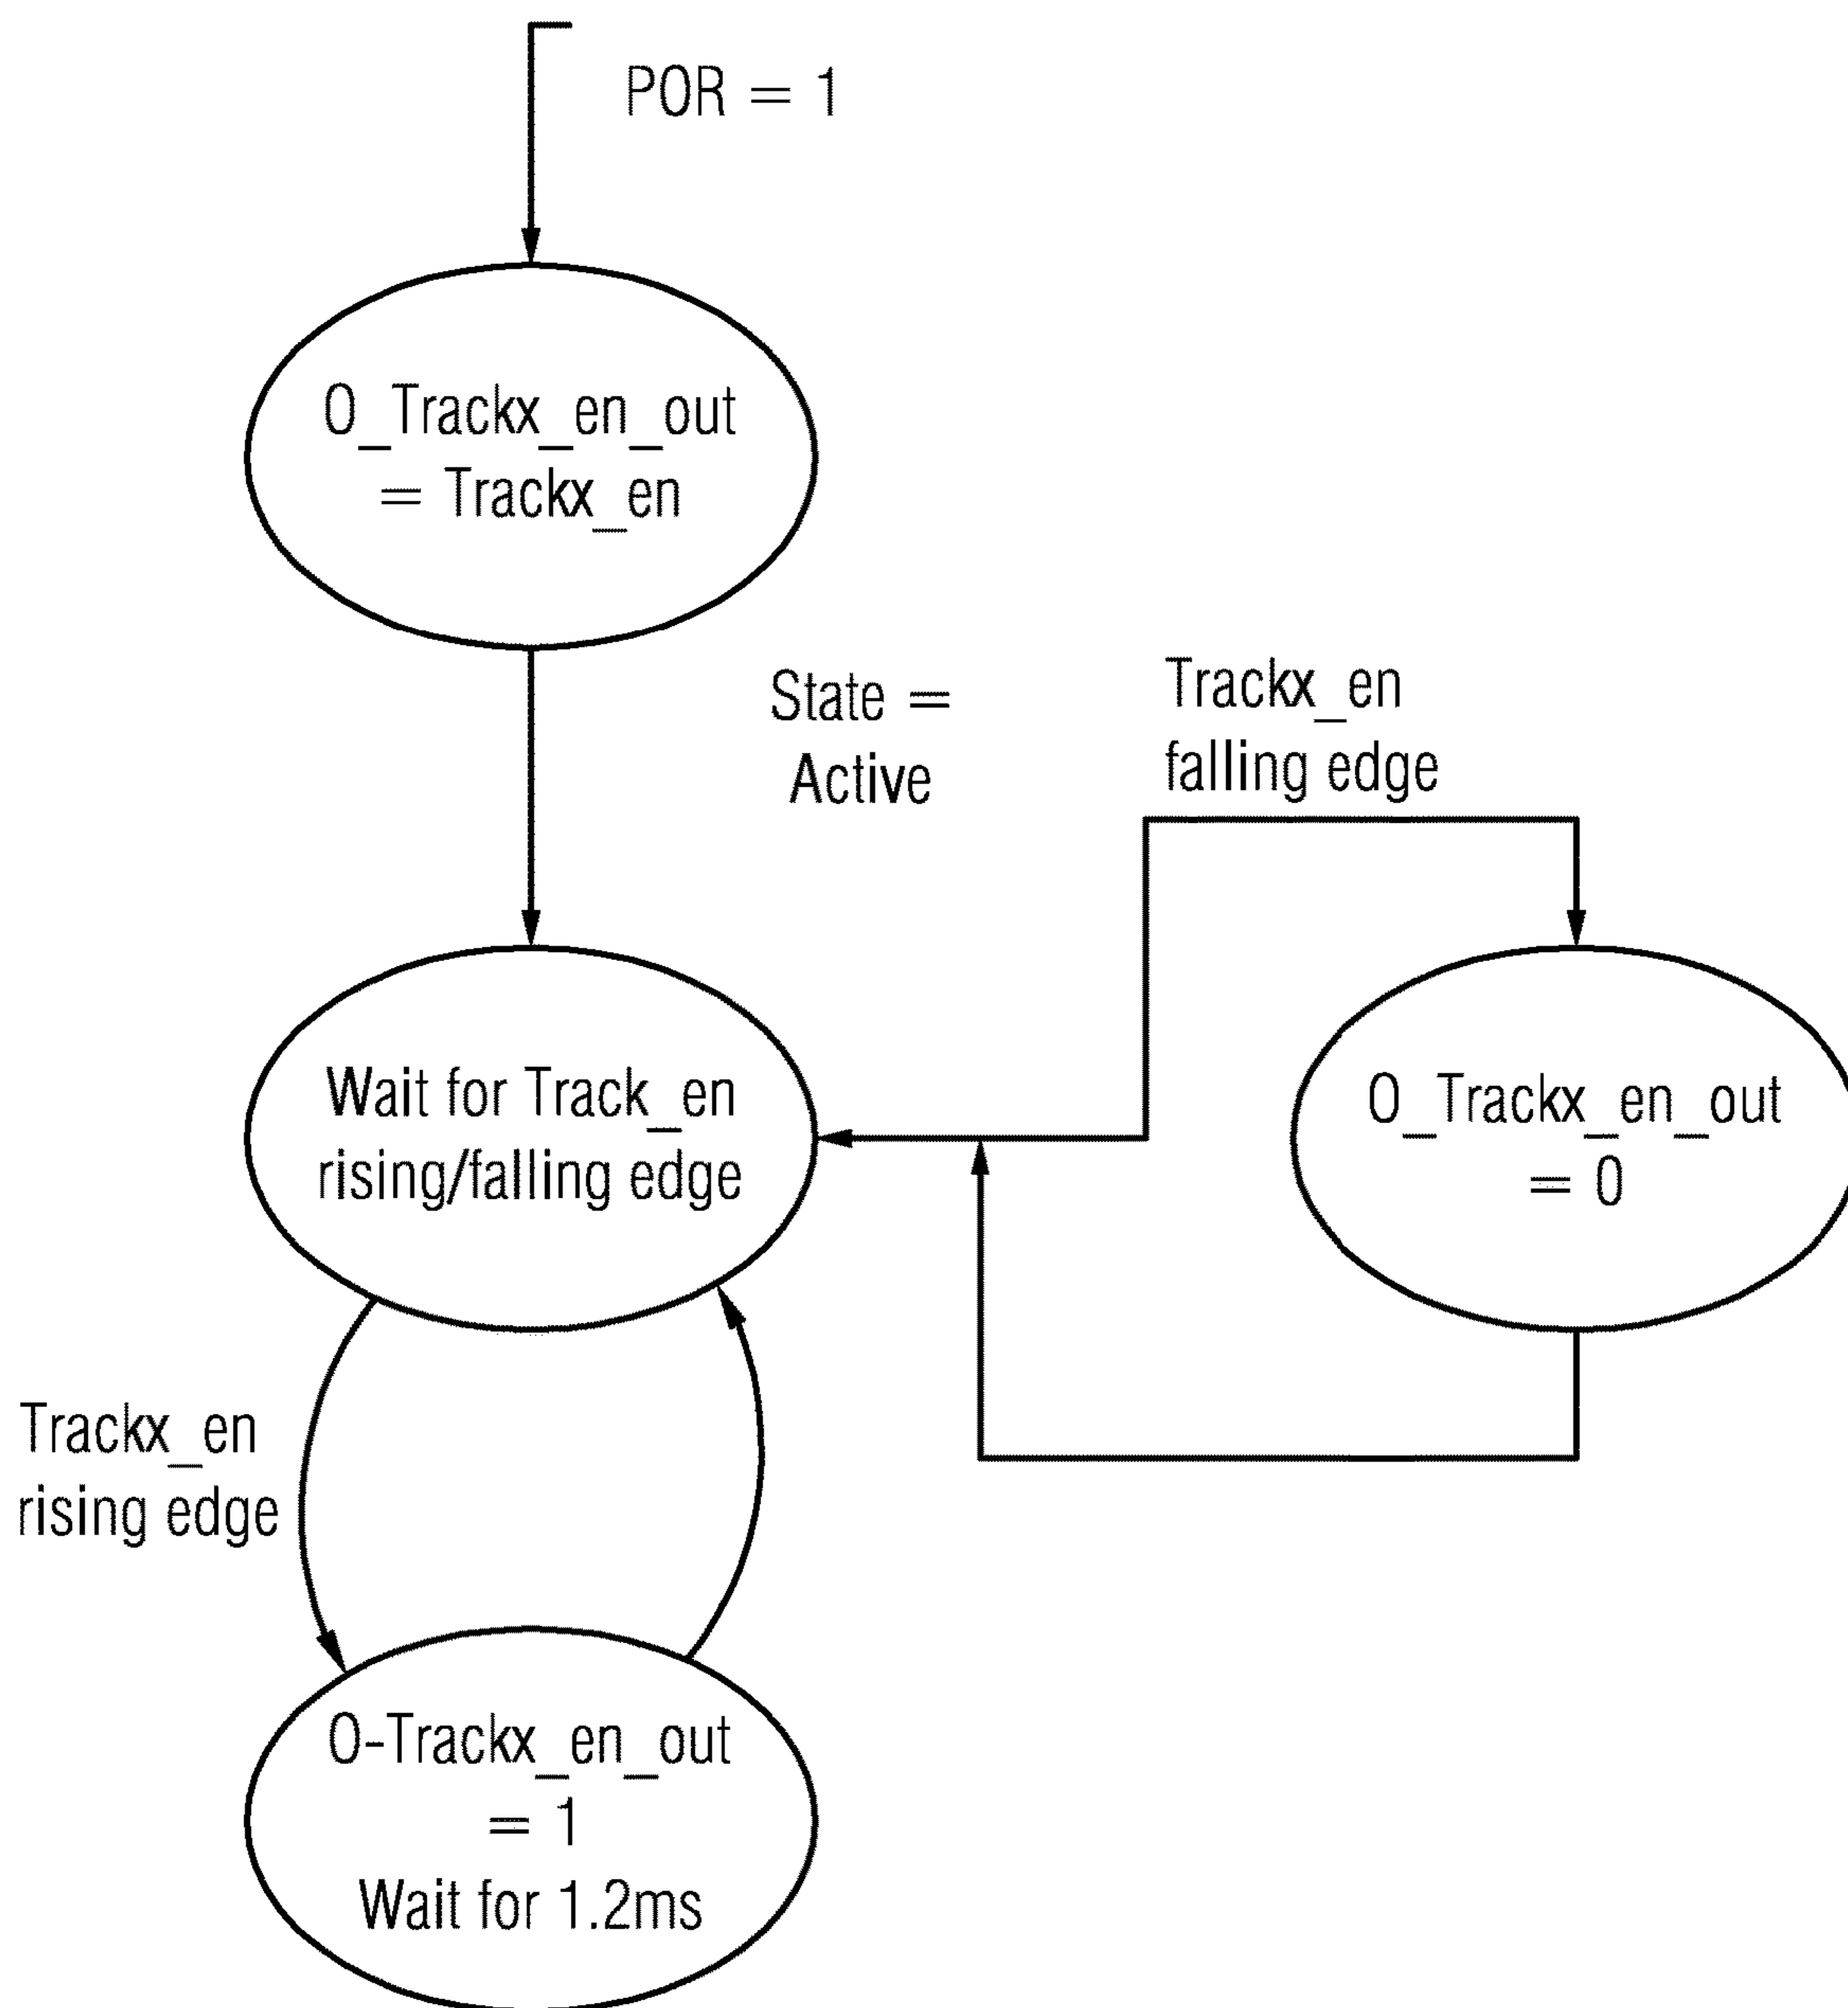 POR = 1
O_Trackx_en_out
= Trackx_en
State =
Active
Trackx_en
falling edge
Wait for Track_en
rising/falling edge
O_Trackx_en_out
= 0
Trackx_en
rising edge
O-Trackx_en_out
= 1
Wait for 1.2ms